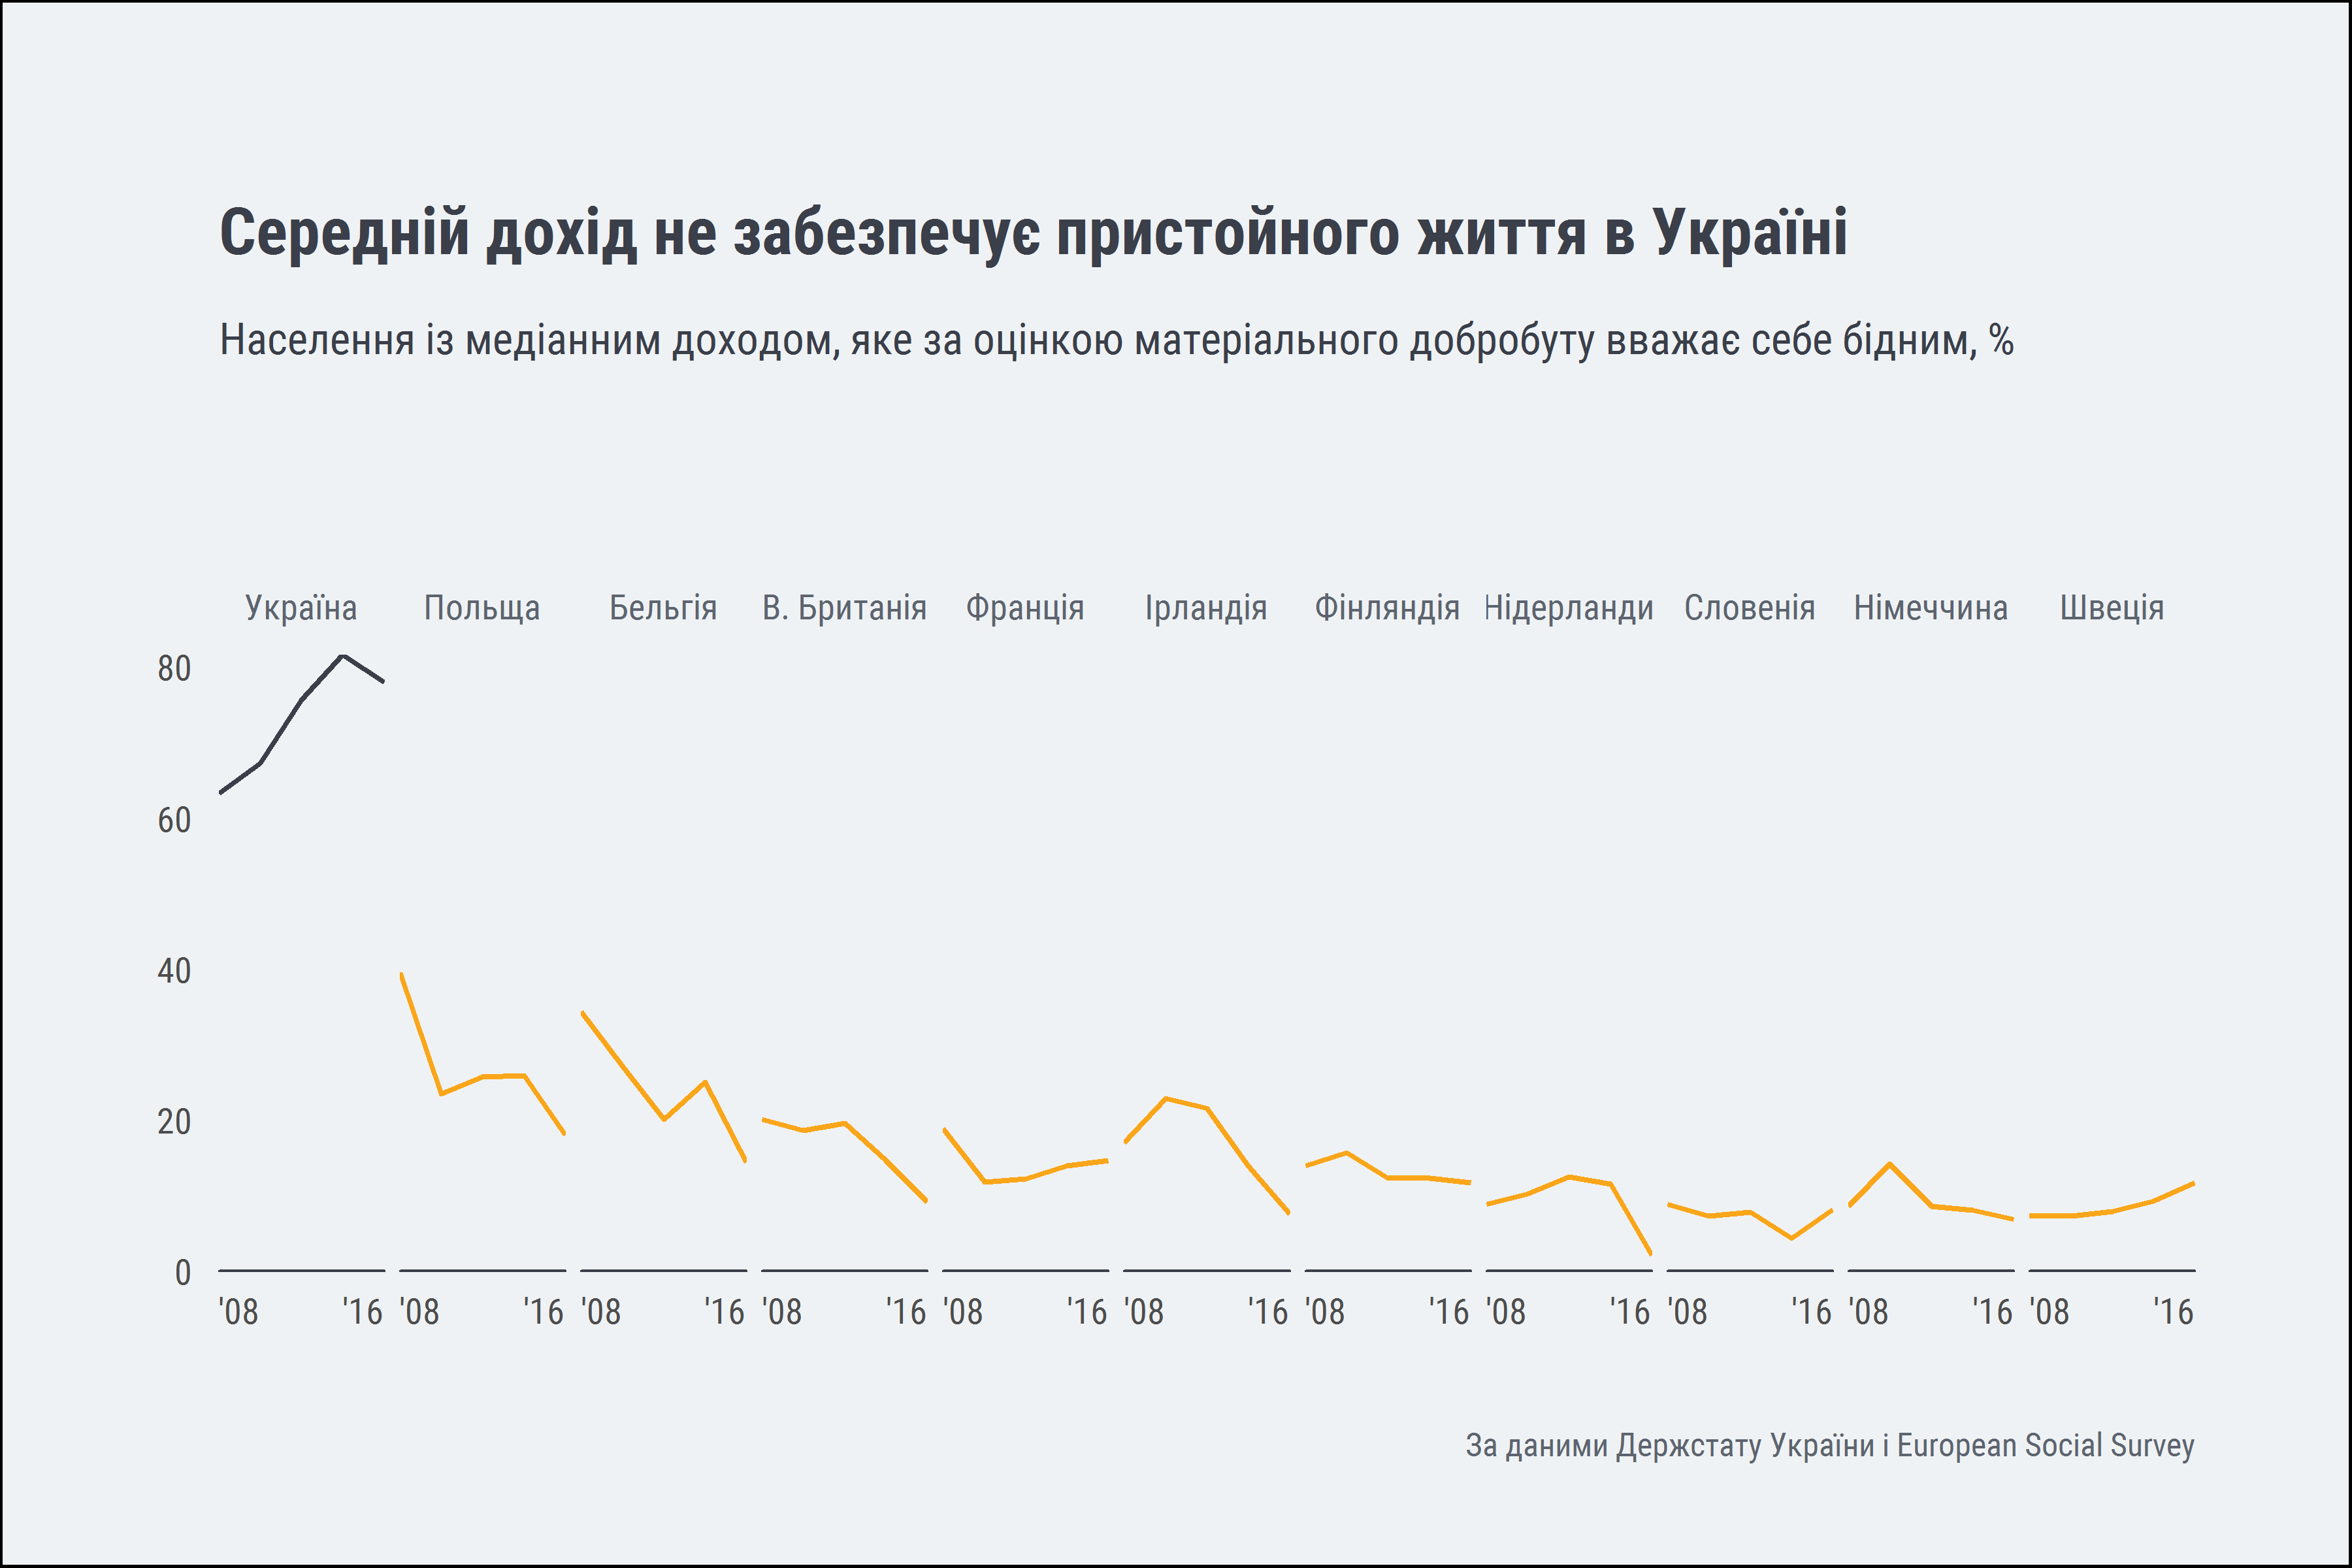 Середній дохід не забезпечує пристойного життя в Україні
Населення із медіанним доходом, яке за оцінкою матеріального добробуту вважає себе бідним, %
Україна Польща Бельгія В. Британія Франція Ірландія Фінляндія Нідерланди Словенія Німеччина Швеція
80
60
40
20
0
'08 '16 '08 '16 '08 '16 '08 '16 '08 '16 '08 '16 '08 '16 '08 '16 '08 '16 '08 '16 '08 '16
За даними Держстату України і European Social Survey